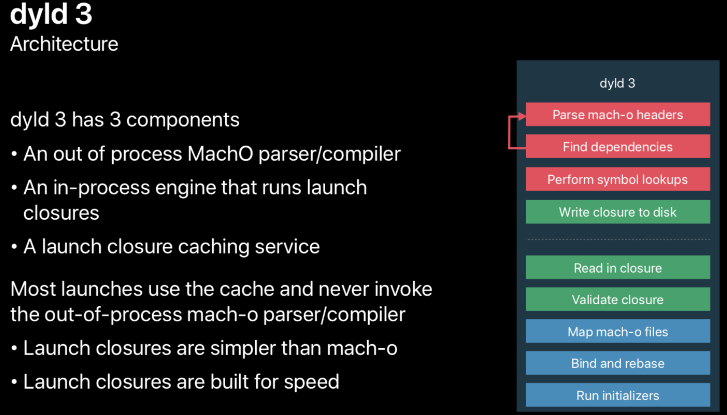 dyld 3
Architecture
dyld 3 has 3 components
• An out of process MachO parser/compiler
• An in-process engine that runs launch
closures
• A launch closure caching service
Most launches use the cache and never invoke
the out-of-process mach-o parser/compiler
• Launch closures are simpler than mach-o
• Launch closures are built for speed
dyld 3
Parse mach-o headers
Find dependencies
Perform symbol lookups
Write closure to disk
Read in closure
Validate closure
Map mach-o files
Bind and rebase
Run initializers